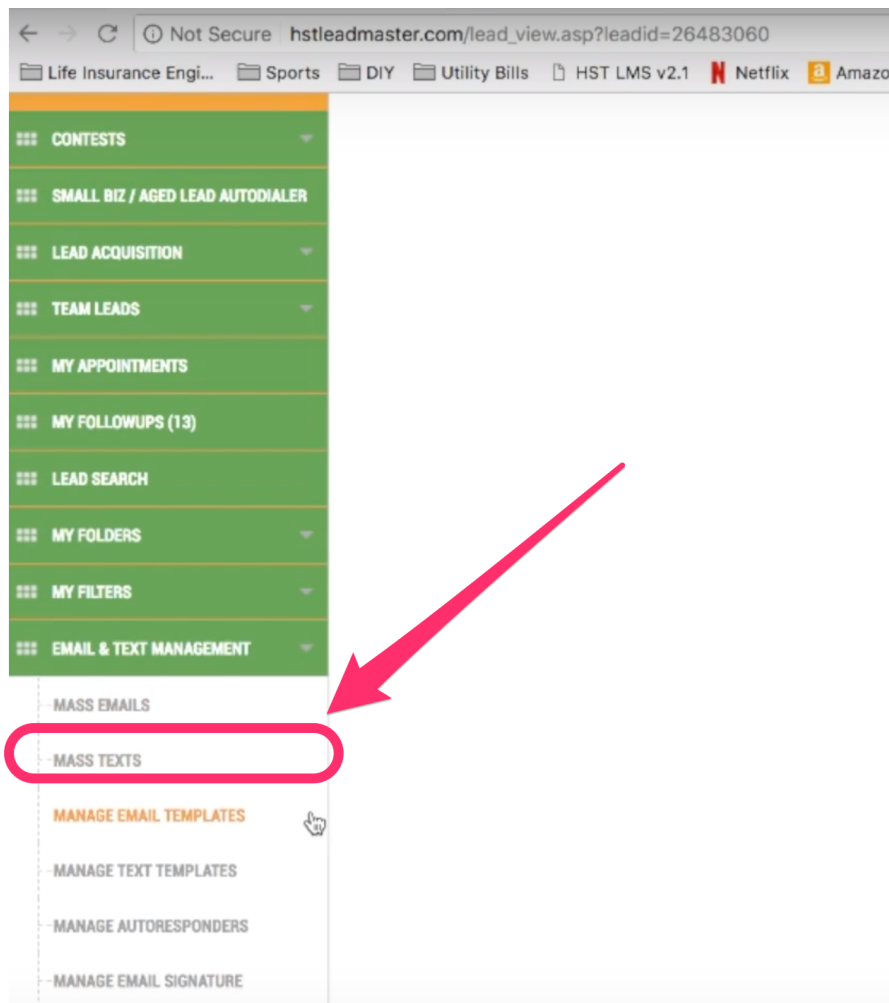 Not Secure hstleadmaster.com/lead_view.asp?leadid=26483060
Life Insurance Engi... Sports DIY Utility Bills HST LMS v2.1 N Netflix a Amazo
CONTESTS
SMALL BIZ / AGED LEAD AUTODIALER
LEAD ACQUISITION
TEAM LEADS
MY APPOINTMENTS
MY FOLLOWUPS (13)
LEAD SEARCH
MY FOLDERS
MY FILTERS
EMAIL & TEXT MANAGEMENT
MASS EMAILS
MASS TEXTS
MANAGE EMAIL TEMPLATES
MANAGE TEXT TEMPLATES
MANAGE AUTORESPONDERS
MANAGE EMAIL SIGNATURE